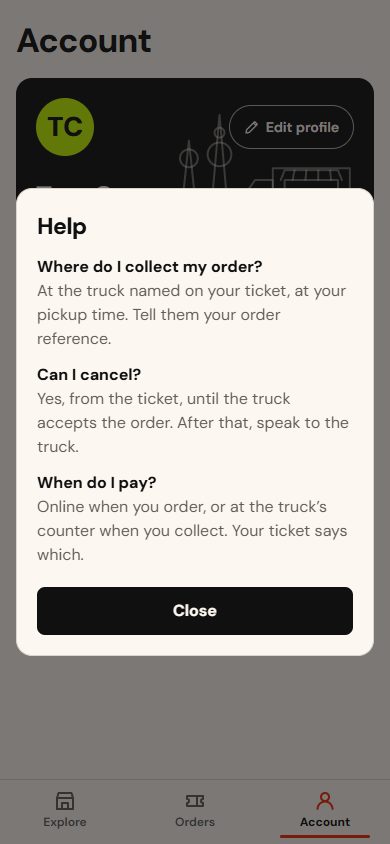 Account
TC
Edit profile
Help
Where do I collect my order?
At the truck named on your ticket, at your
pickup time. Tell them your order
reference.
Can I cancel?
Yes, from the ticket, until the truck
accepts the order. After that, speak to the
truck.
When do I pay?
Online when you order, or at the truck’s
counter when you collect. Your ticket says
which.
Close
Explore
Orders
Account